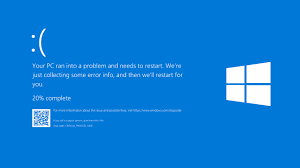 :(
Your PC ran into a problem and needs to restart. We're
just collecting some error info, and then we'll restart for
you.
20% complete
For more information about this issue and possible fixes, visit https://www.windows.com/stopcode